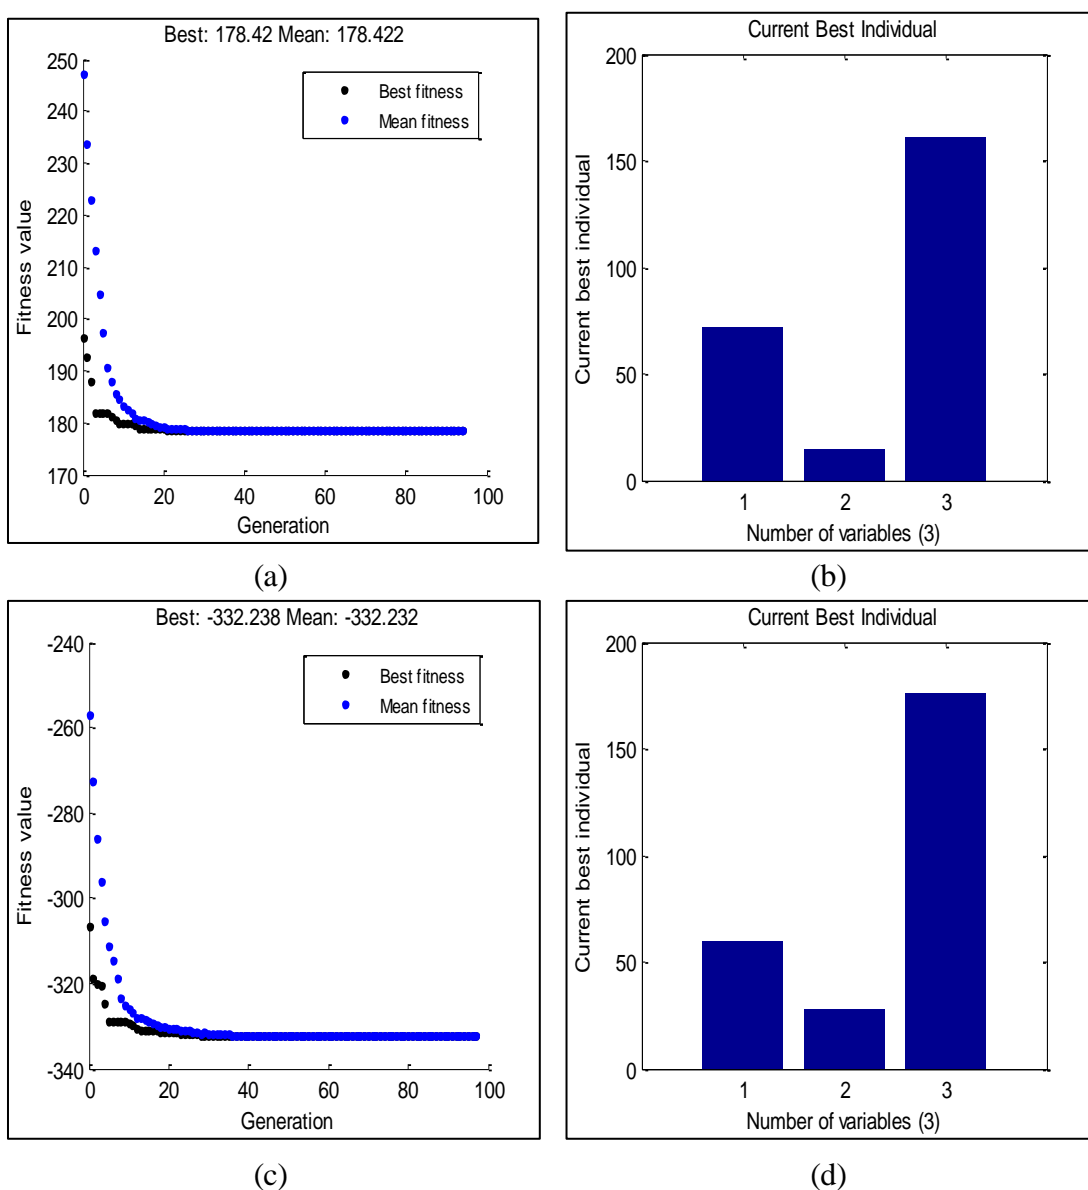 Best: 178.42 Mean: 178.422
250
240
230
220
210
200
190
180
170
0
20
40
60
80
100
Fitness value
Generation
Best fitness
Mean fitness
Current Best Individual
200
150
100
50
0
1
2
3
Current best individual
Number of variables (3)
(a)
(b)
Best: -332.238 Mean: -332.232
-240
-260
-280
-300
-320
-340
0
20
40
60
80
100
Fitness value
Generation
Best fitness
Mean fitness
Current Best Individual
200
150
100
50
0
1
2
3
Current best individual
Number of variables (3)
(c)
(d)